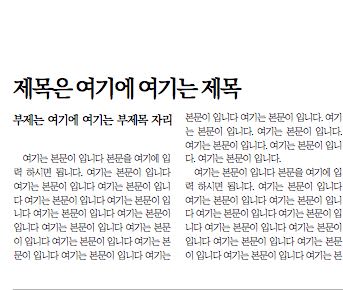 제목은 여기에 여기는 제목
부제는 여기에 여기는 부제목 자리
여기는 본문이 입니다 본문을 여기에 입
력 하시면 됩니다. 여기는 본문이 입니다
여기는 본문이 입니다 여기는 본문이 입니
다 여기는 본문이 입니다 여기는 본문이 입
니다 여기는 본문이 입니다 여기는 본문이
입니다 여기는 본문이 입니다 여기는 본문
이 입니다 여기는 본문이 입니다 여기는 본
문이 입니다 여기는 본문이 입니다 여기는
본문이 입니다 여기는 본문이 입니다. 여기
는 본문이 입니다. 여기는 본문이 입니다.
여기는 본문이 입니다. 여기는 본문이 입니
다. 여기는 본문이 입니다.
여기는 본문이 입니다 본문을 여기에 입
력 하시면 됩니다. 여기는 본문이 입니다
여기는 본문이 입니다 여기는 본문이 입니
다 여기는 본문이 입니다 여기는 본문이 입
니다 여기는 본문이 입니다 여기는 본문이
입니다 여기는 본문이 입니다 여기는 본문
이 입니다 여기는 본문이 입니다 여기는 본